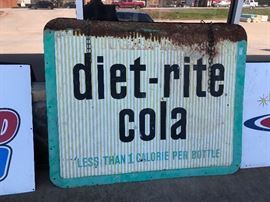 diet-rite
cola
LESS THAN 1 CALORIE PER BOTTLE